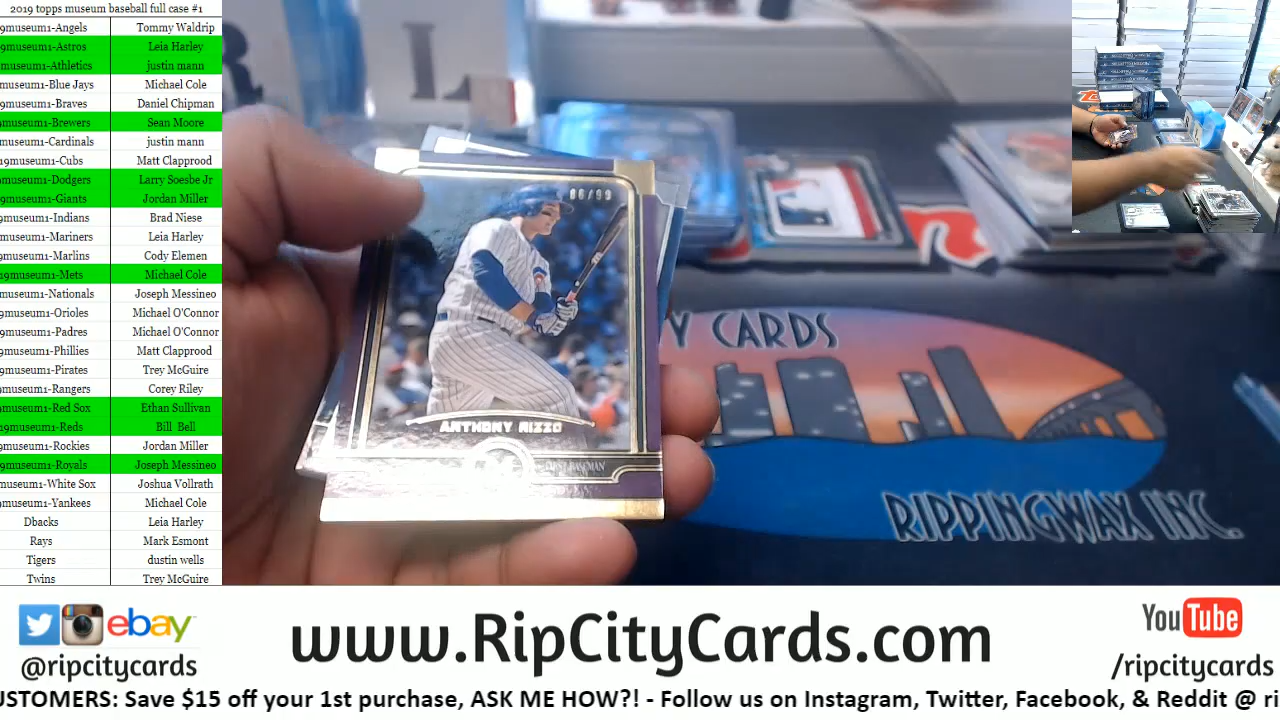 2019 topps museum baseball full case #1
9museum1-Angels Tommy Waldrip
9museum1-Astros Leia Harley
museum1-Athletics justin mann
museum1-Blue Jays Michael Cole
9museum1-Braves Daniel Chipman
9museum1-Brewers Sean Moore
museum1-Cardinals justin mann
19museum1-Cubs Matt Clapprood
9museum1-Dodgers Larry Soesbe Jr
9museum1-Giants Jordan Miller
museum1-Indians Brad Niese
museum1-Mariners Leia Harley
9museum1-Marlins Cody Elemen
19museum1-Mets Michael Cole
museum1-Nationals Joseph Messineo
museum1-Orioles Michael O'Connor
9museum1-Padres Michael O'Connor
museum1-Phillies Matt Clapprood
9museum1-Pirates Trey McGuire
museum1-Rangers Corey Riley
museum1-Red Sox Ethan Sullivan
19museum1-Reds Bill Bell
museum1-Rockies Jordan Miller
9museum1-Royals Joseph Messineo
museum1-White Sox Joshua Vollrath
museum1-Yankees Michael Cole
Dbacks Leia Harley
Rays Mark Esmont
Tigers dustin wells
Twins Trey McGuire
86/99
ANTHONY RIZZO
FIRST BASEMAN
Y CARDS
RIPPINGWAX INC.
ebay
@ripcitycards
www.RipCityCards.com
YouTube
/ripcitycards
USTOMERS: Save $15 off your 1st purchase, ASK ME HOW?! - Follow us on Instagram, Twitter, Facebook, & Reddit @ ri